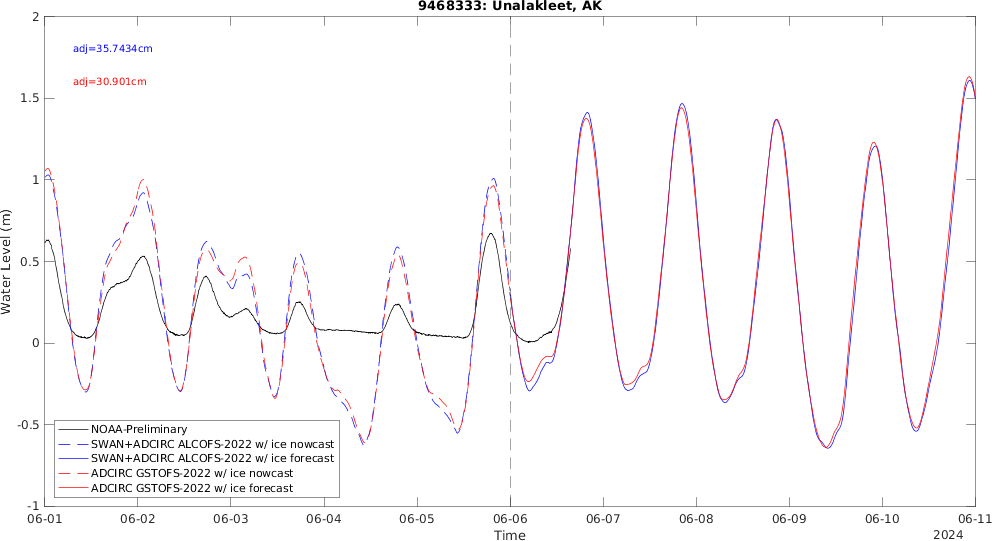 9468333: Unalakleet, AK
adj=35.7434cm
adj=30.901cm
Water Level (m)
2
1.5
1
0.5
0
-0.5
-1
NOAA-Preliminary
SWAN+ADCIRC ALCOFS-2022 w/ ice nowcast
SWAN+ADCIRC ALCOFS-2022 w/ ice forecast
ADCIRC GSTOFS-2022 w/ ice nowcast
ADCIRC GSTOFS-2022 w/ ice forecast
06-01 06-02 06-03 06-04 06-05 06-06 06-07 06-08 06-09 06-10 06-11
Time
2024